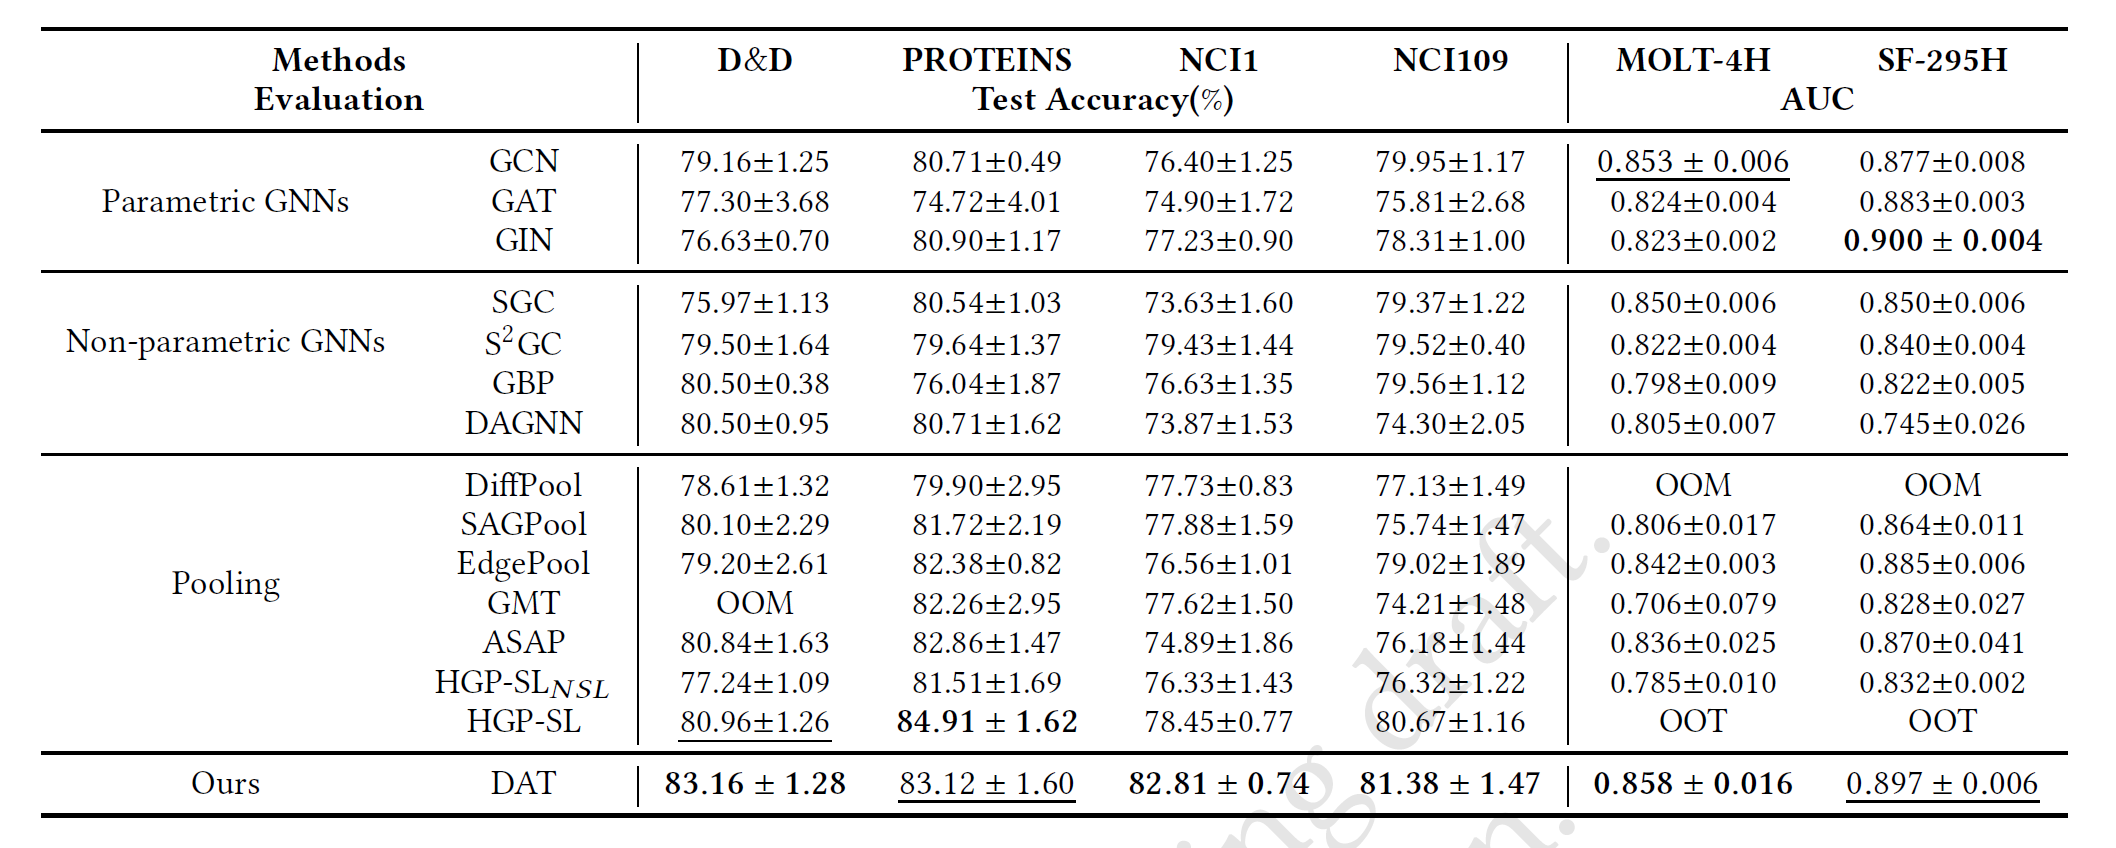 Methods D&D PROTEINS NCI1 NCI109 MOLT-4H SF-295H
Evaluation Test Accuracy(%) AUC
GCN 79.16±1.25 80.71±0.49 76.40±1.25 79.95±1.17 0.853 ± 0.006 0.877±0.008
Parametric GNNs GAT 77.30±3.68 74.72±4.01 74.90±1.72 75.81±2.68 0.824±0.004 0.883±0.003
GIN 76.63±0.70 80.90±1.17 77.23±0.90 78.31±1.00 0.823±0.002 0.900 ± 0.004
SGC 75.97±1.13 80.54±1.03 73.63±1.60 79.37±1.22 0.850±0.006 0.850±0.006
Non-parametric GNNs S²GC 79.50±1.64 79.64±1.37 79.43±1.44 79.52±0.40 0.822±0.004 0.840±0.004
GBP 80.50±0.38 76.04±1.87 76.63±1.35 79.56±1.12 0.798±0.009 0.822±0.005
DAGNN 80.50±0.95 80.71±1.62 73.87±1.53 74.30±2.05 0.805±0.007 0.745±0.026
DiffPool 78.61±1.32 79.90±2.95 77.73±0.83 77.13±1.49 OOM OOM
SAGPool 80.10±2.29 81.72±2.19 77.88±1.59 75.74±1.47 0.806±0.017 0.864±0.011
EdgePool 79.20±2.61 82.38±0.82 76.56±1.01 79.02±1.89 0.842±0.003 0.885±0.006
Pooling GMT OOM 82.26±2.95 77.62±1.50 74.21±1.48 0.706±0.079 0.828±0.027
ASAP 80.84±1.63 82.86±1.47 74.89±1.86 76.18±1.44 0.836±0.025 0.870±0.041
HGP-SL_NSL 77.24±1.09 81.51±1.69 76.33±1.43 76.32±1.22 0.785±0.010 0.832±0.002
HGP-SL 80.96±1.26 84.91 ± 1.62 78.45±0.77 80.67±1.16 OOT OOT
Ours DAT 83.16 ± 1.28 83.12 ± 1.60 82.81 ± 0.74 81.38 ± 1.47 0.858 ± 0.016 0.897 ± 0.006
draft.